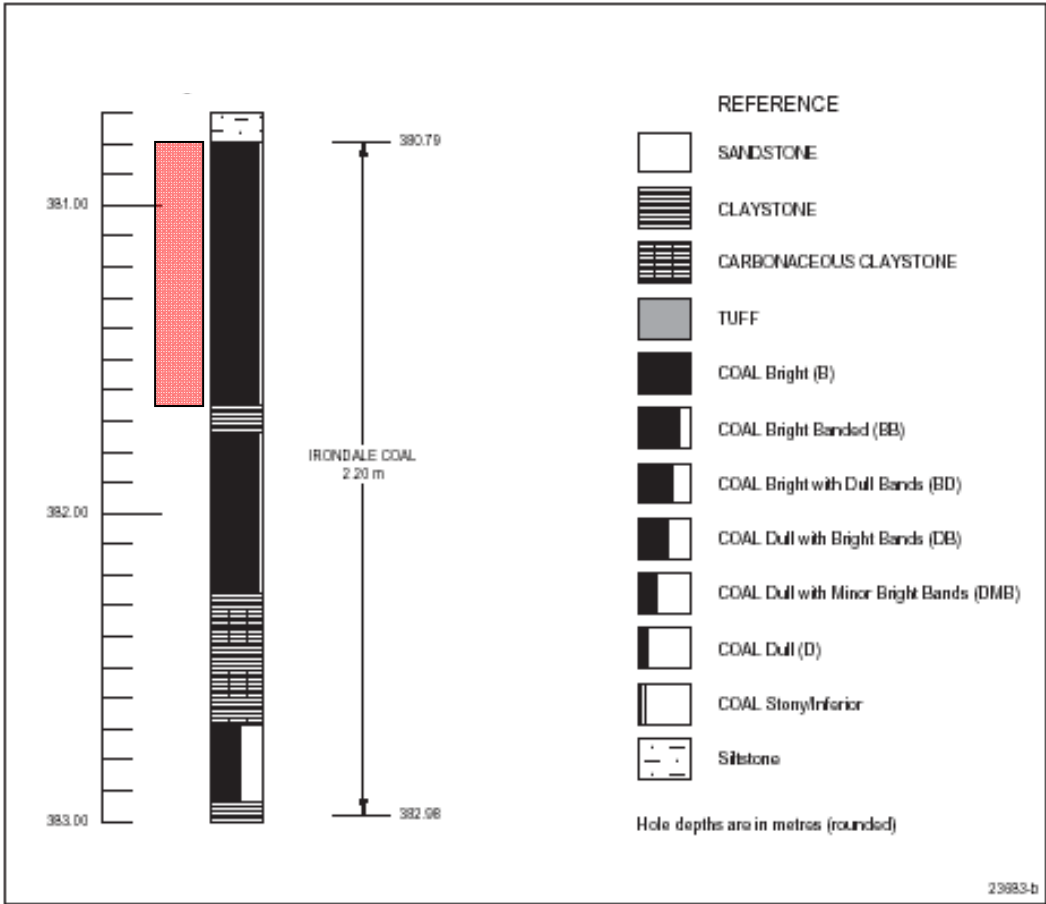 REFERENCE
SANDSTONE
CLAYSTONE
CARBONACEOUS CLAYSTONE
TUFF
COAL Bright (B)
COAL Bright Banded (BB)
COAL Bright with Dull Bands (BD)
COAL Dull with Bright Bands (DB)
COAL Dull with Minor Bright Bands (DMB)
COAL Dull (D)
COAL Stony/Inferior
Siltstone
Hole depths are in metres (rounded)
380.79
381.00
IRONDALE COAL
2.20 m
382.00
382.98
383.00
23683-b